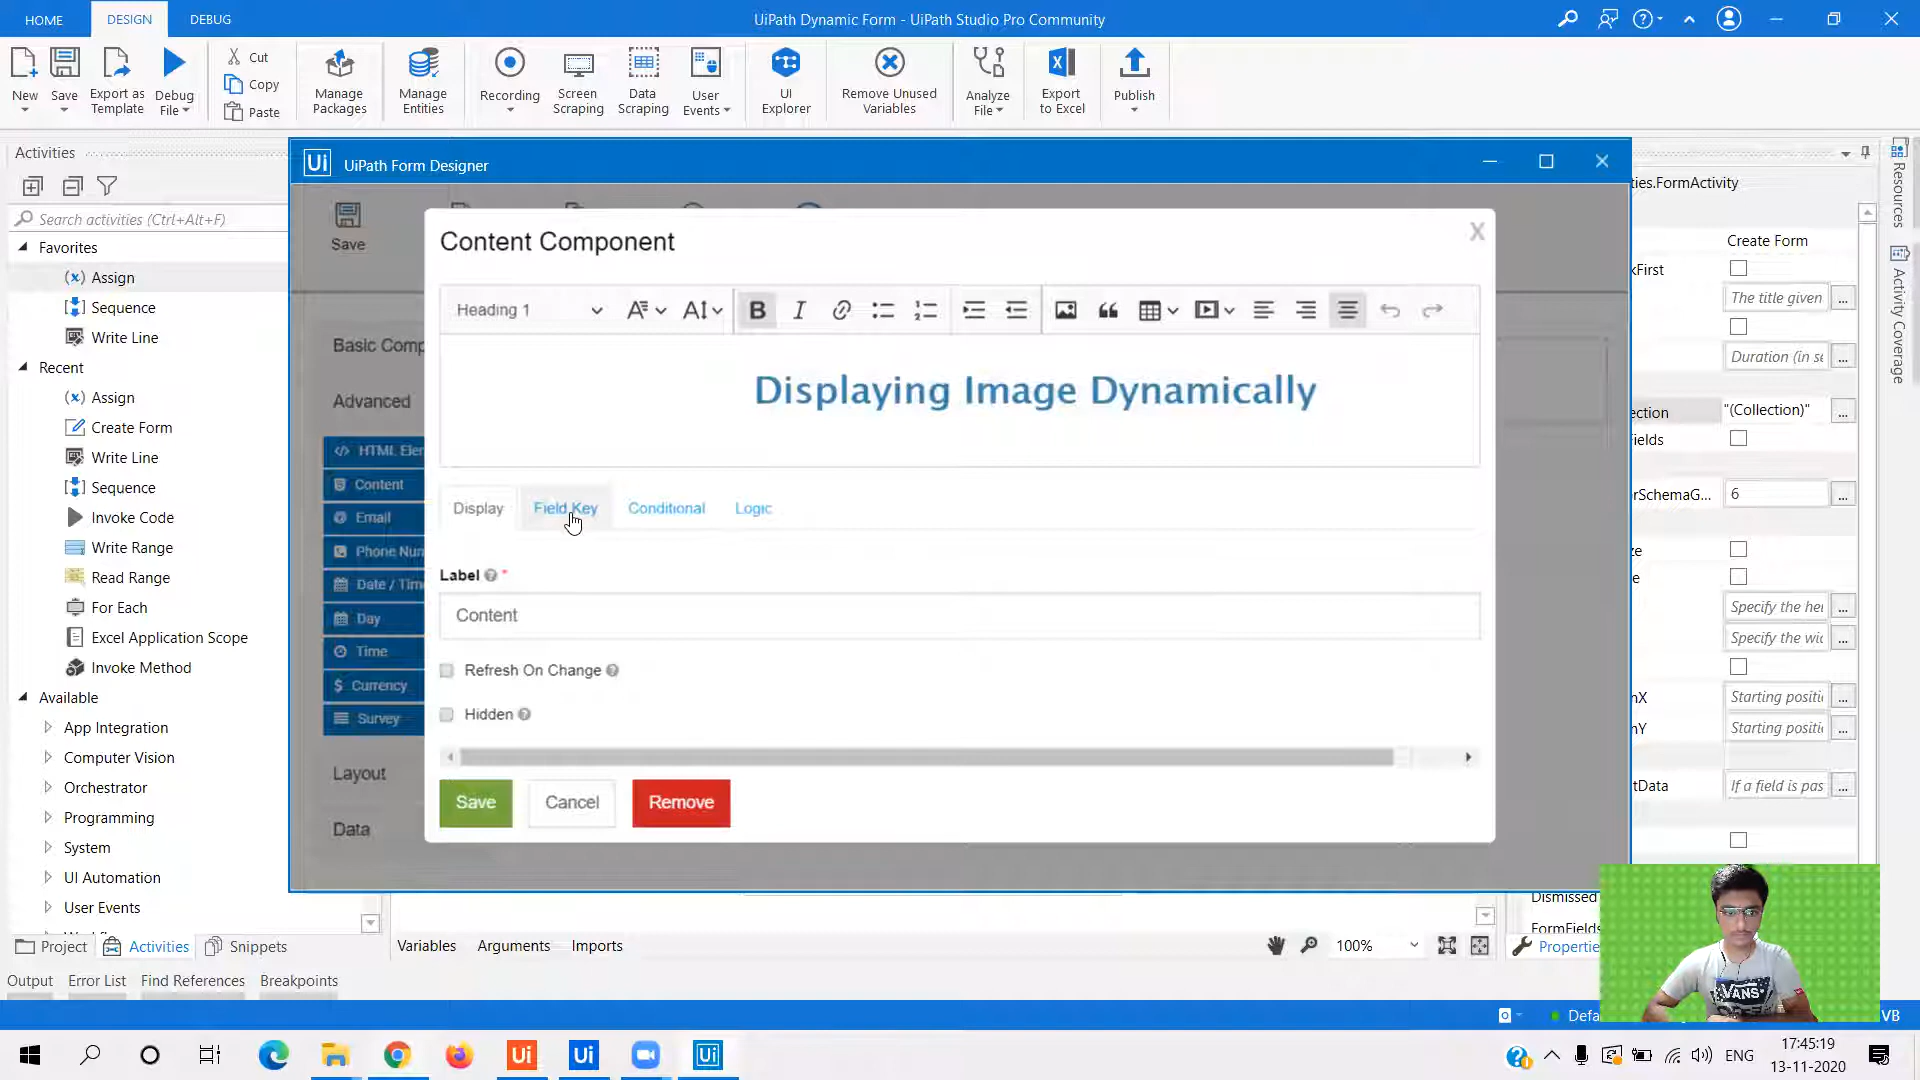 HOME
DESIGN
DEBUG
UiPath Dynamic Form - UiPath Studio Pro Community
New
Save
Export as Template
Debug File
Cut
Copy
Paste
Manage Packages
Manage Entities
Recording
Screen Scraping
Data Scraping
User Events
UI Explorer
Remove Unused Variables
Analyze File
Export to Excel
Publish
Activities
Search activities (Ctrl+Alt+F)
Favorites
Assign
Sequence
Write Line
Recent
Assign
Create Form
Write Line
Sequence
Invoke Code
Write Range
Read Range
For Each
Excel Application Scope
Invoke Method
Available
App Integration
Computer Vision
Orchestrator
Programming
System
UI Automation
User Events
Project
Activities
Snippets
Output
Error List
Find References
Breakpoints
Ui UiPath Form Designer
Save
Basic Comp
Advanced
HTML Elem
Content
Email
Phone Num
Date / Tim
Day
Time
$ Currency
Survey
Layout
Data
Content Component
X
Heading 1
Displaying Image Dynamically
Display
Field Key
Conditional
Logic
Label *
Content
Refresh On Change
Hidden
Save
Cancel
Remove
Variables
Arguments
Imports
100%
ties.FormActivity
Create Form
kFirst
The title given
Duration (in se
ection
"(Collection)"
ields
rSchemaG...
6
ze
e
Specify the hei
Specify the wid
nX
Starting positi
nY
Starting positi
tData
If a field is pas
Dismissed
FormFields
Properties
Resources
Activity Coverage
VANS
Defa
VB
Ui
Ui
Ui
ENG
17:45:19
13-11-2020